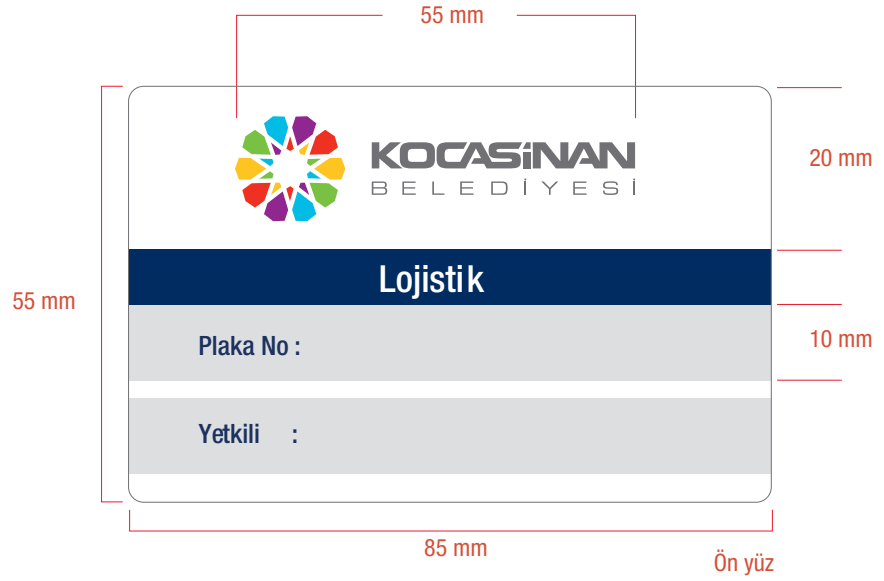 55 mm
KOCASİNAN
BELEDİYESİ
20 mm
Lojistik
55 mm
Plaka No :
10 mm
Yetkili :
85 mm
Ön yüz